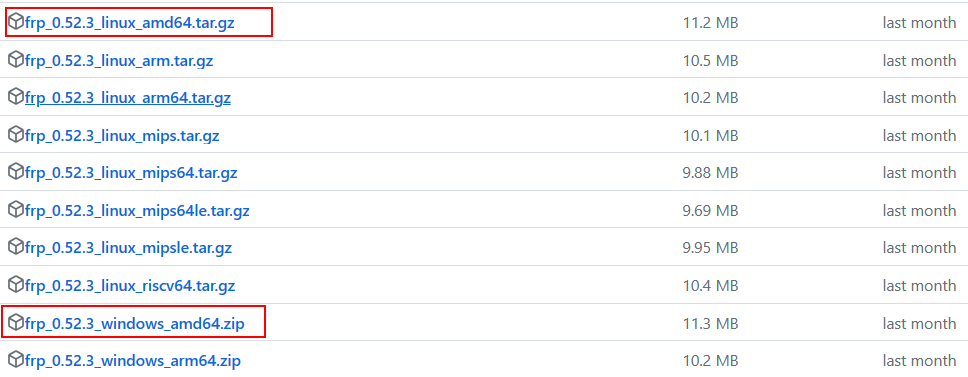 frp_0.52.3_linux_amd64.tar.gz 11.2 MB last month
frp_0.52.3_linux_arm.tar.gz 10.5 MB last month
frp_0.52.3_linux_arm64.tar.gz 10.2 MB last month
frp_0.52.3_linux_mips.tar.gz 10.1 MB last month
frp_0.52.3_linux_mips64.tar.gz 9.88 MB last month
frp_0.52.3_linux_mips64le.tar.gz 9.69 MB last month
frp_0.52.3_linux_mipsle.tar.gz 9.95 MB last month
frp_0.52.3_linux_riscv64.tar.gz 10.4 MB last month
frp_0.52.3_windows_amd64.zip 11.3 MB last month
frp_0.52.3_windows_arm64.zip 10.2 MB last month